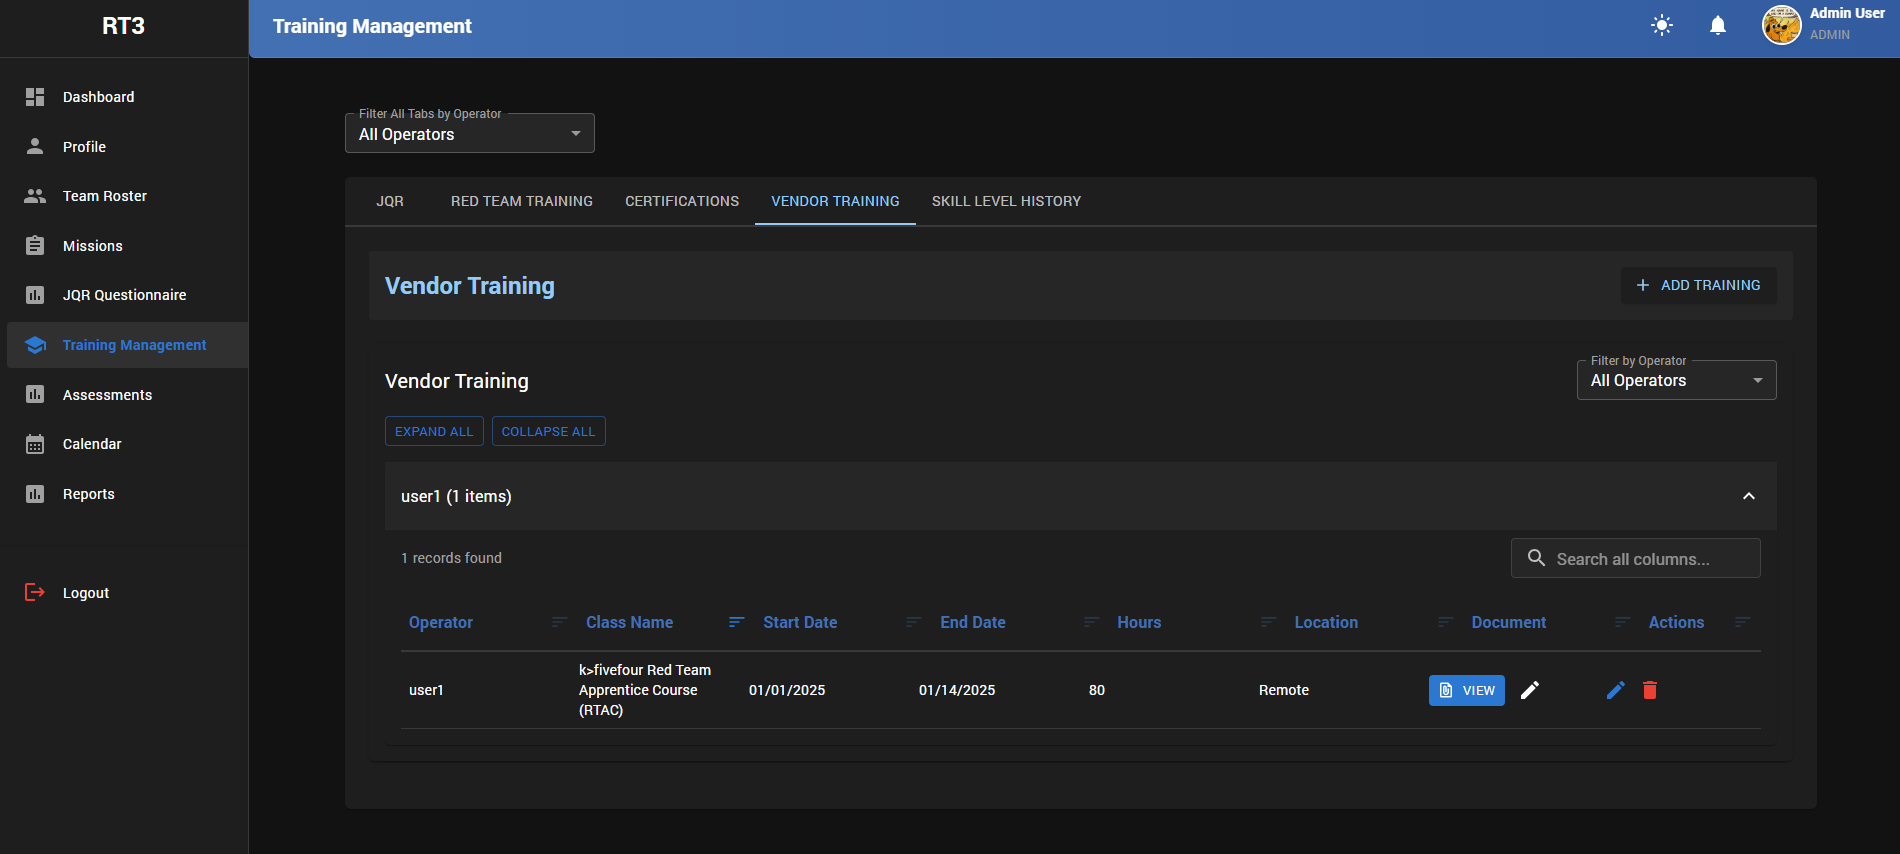 RT3
Training Management
Admin User
ADMIN
Dashboard
Profile
Team Roster
Missions
JQR Questionnaire
Training Management
Assessments
Calendar
Reports
Logout
Filter All Tabs by Operator
All Operators
JQR
RED TEAM TRAINING
CERTIFICATIONS
VENDOR TRAINING
SKILL LEVEL HISTORY
Vendor Training
ADD TRAINING
Vendor Training
Filter by Operator
All Operators
EXPAND ALL
COLLAPSE ALL
user1 (1 items)
1 records found
Search all columns...
Operator
Class Name
Start Date
End Date
Hours
Location
Document
Actions
user1
k>fivefour Red Team
Apprentice Course
(RTAC)
01/01/2025
01/14/2025
80
Remote
VIEW